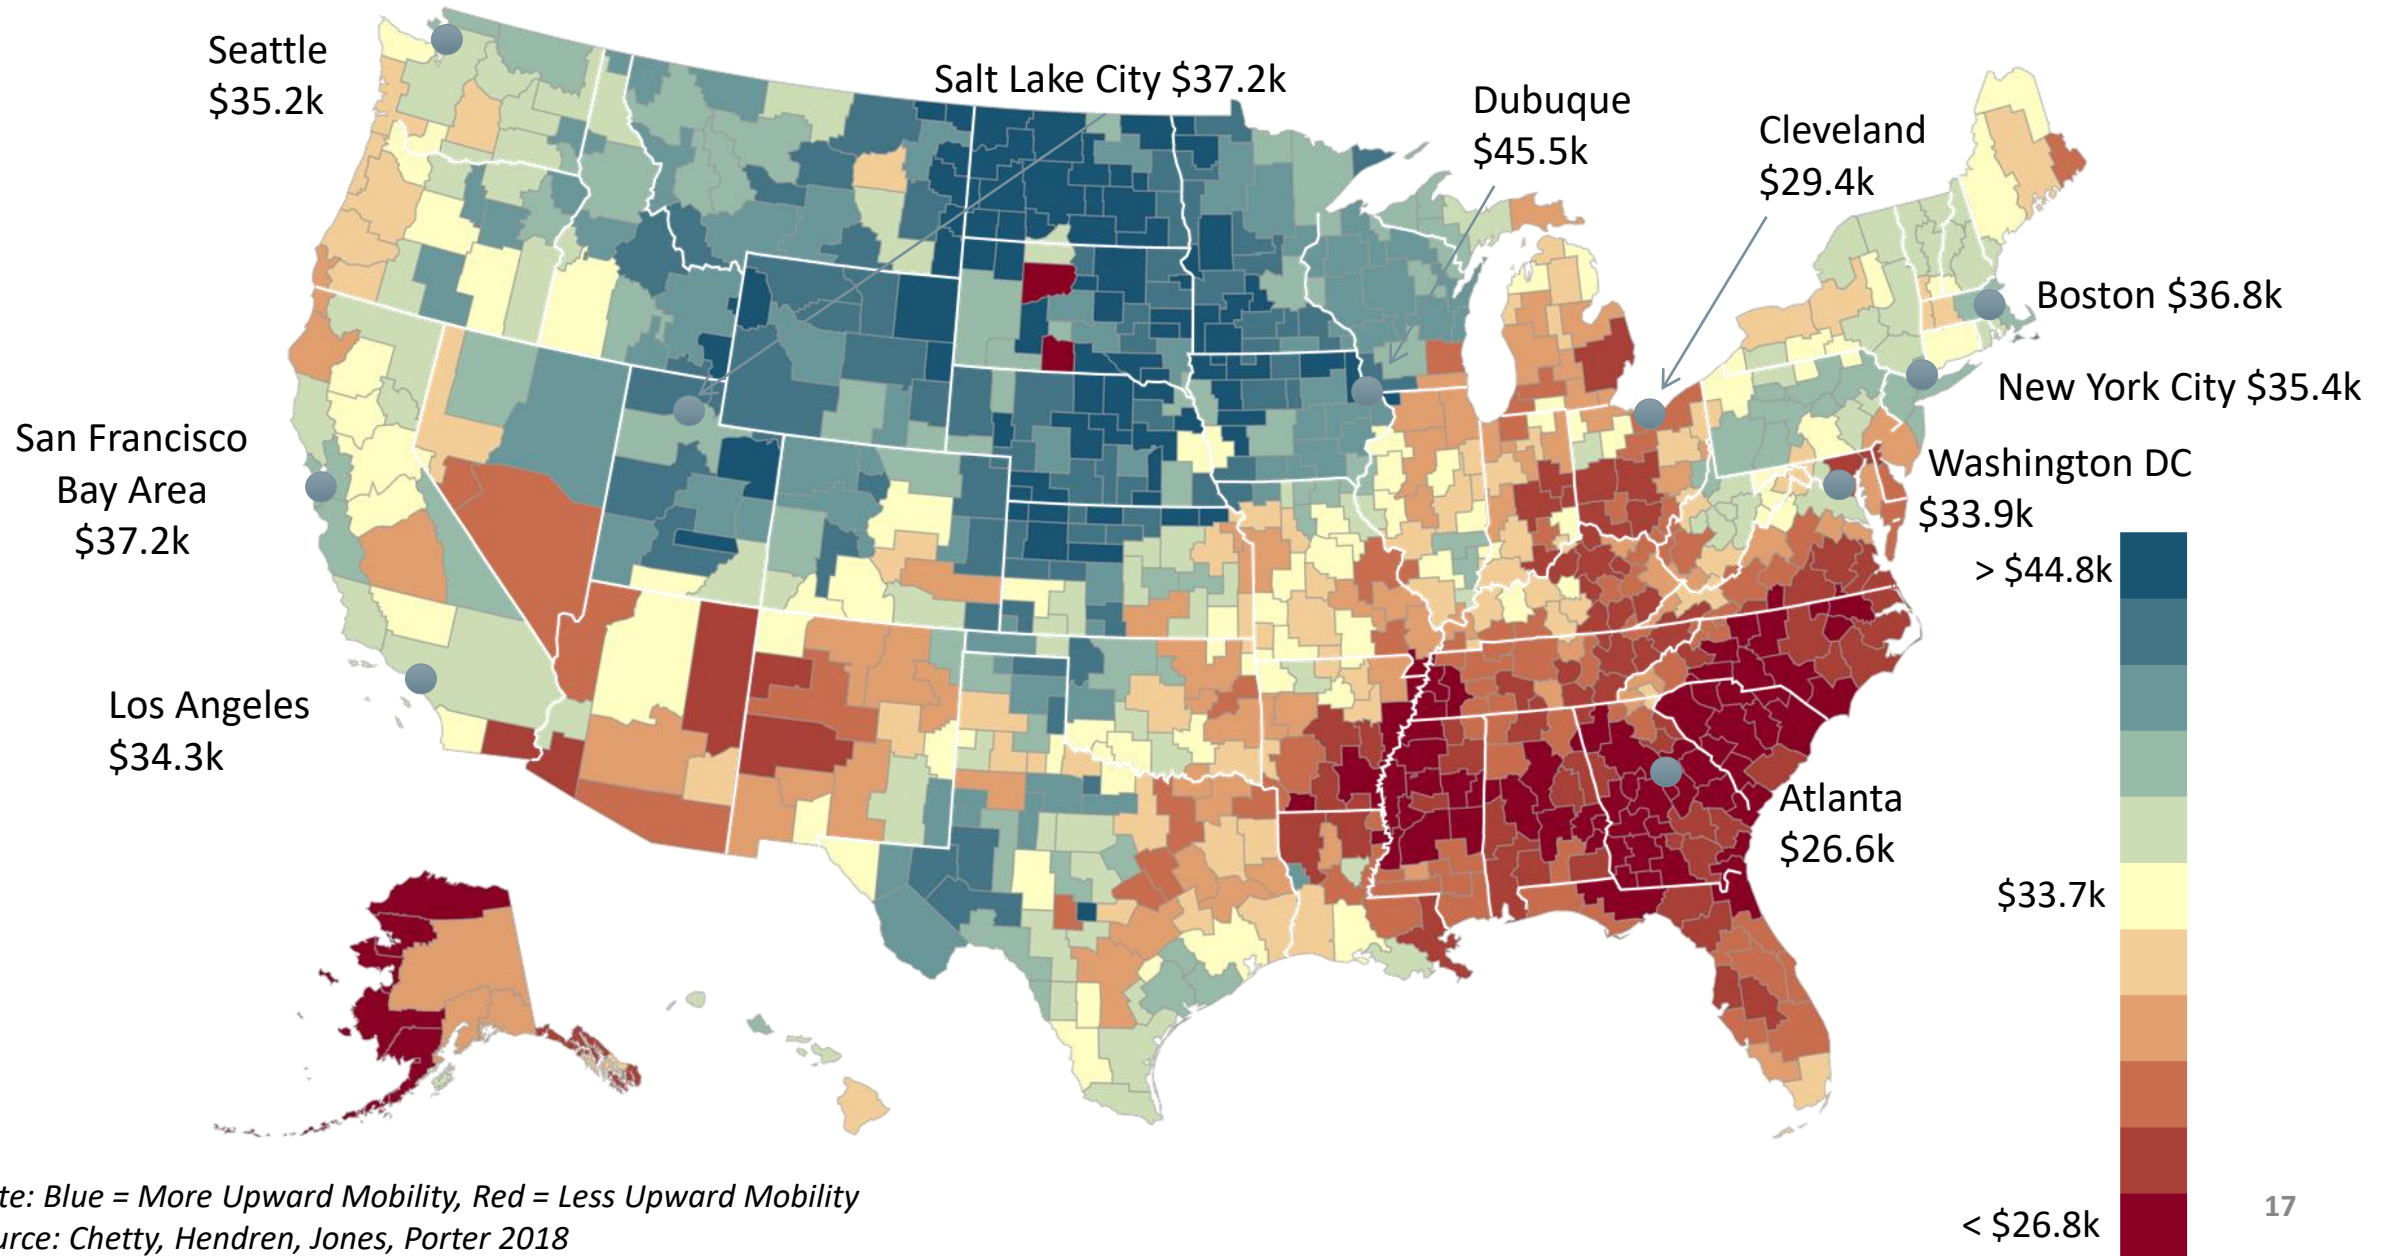 Seattle
$35.2k
Salt Lake City $37.2k
Dubuque
$45.5k
Cleveland
$29.4k
Boston $36.8k
New York City $35.4k
San Francisco
Bay Area
$37.2k
Washington DC
$33.9k
> $44.8k
Los Angeles
$34.3k
Atlanta
$26.6k
$33.7k
< $26.8k
te: Blue = More Upward Mobility, Red = Less Upward Mobility
urce: Chetty, Hendren, Jones, Porter 2018
17